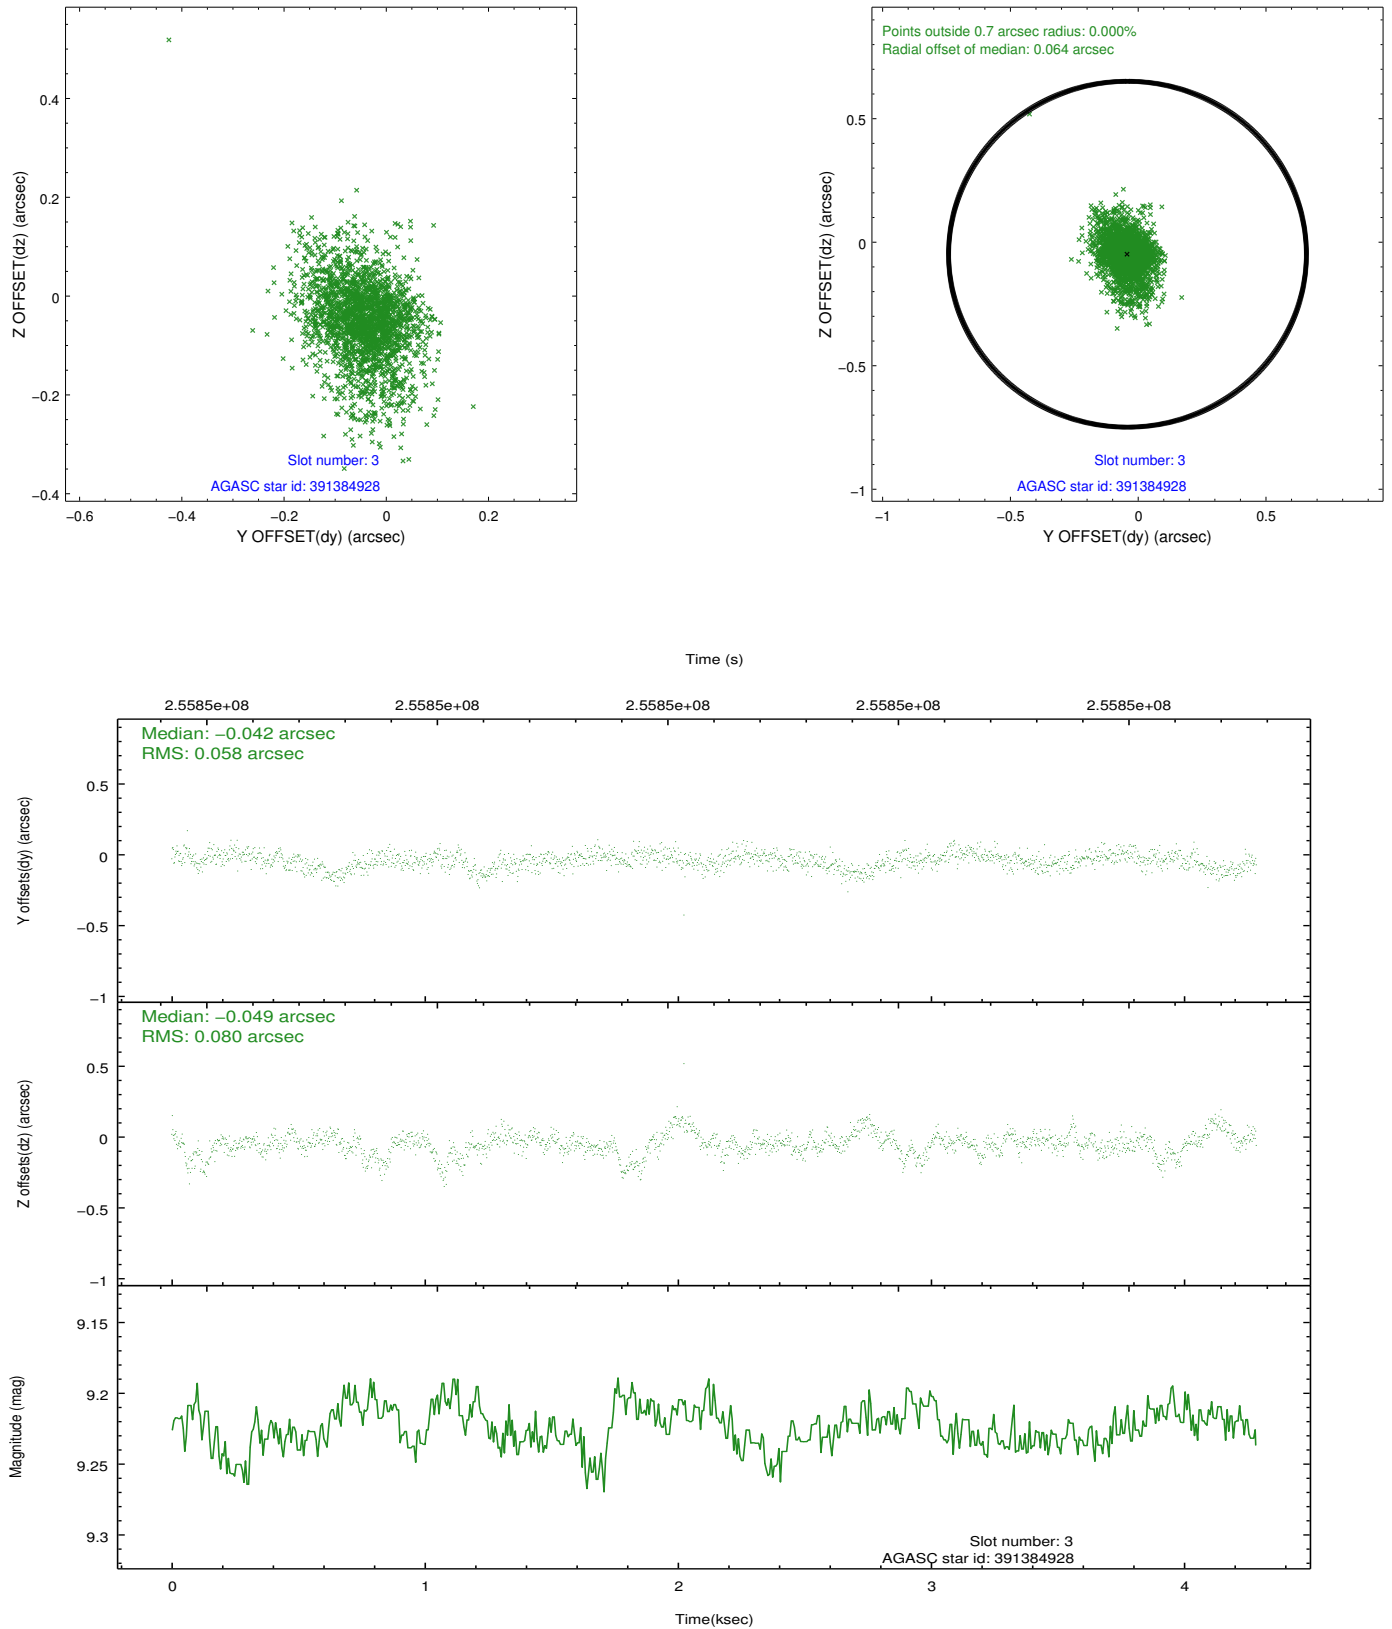 0.4
0.2
0
−0.2
−0.4
Z OFFSET(dz) (arcsec)
Slot number: 3
AGASC star id: 391384928
−0.6
−0.4
−0.2
0
0.2
Y OFFSET(dy) (arcsec)
Points outside 0.7 arcsec radius: 0.000%
Radial offset of median: 0.064 arcsec
0.5
0
−0.5
−1
Z OFFSET(dz) (arcsec)
Slot number: 3
AGASC star id: 391384928
−1
−0.5
0
0.5
Y OFFSET(dy) (arcsec)
Time (s)
2.5585e+08
2.5585e+08
2.5585e+08
2.5585e+08
2.5585e+08
Median: −0.042 arcsec
RMS: 0.058 arcsec
0.5
0
−0.5
−1
Y offsets(dy) (arcsec)
Median: −0.049 arcsec
RMS: 0.080 arcsec
0.5
0
−0.5
−1
Z offsets(dz) (arcsec)
9.15
9.2
9.25
9.3
Magnitude (mag)
Slot number: 3
AGASC star id: 391384928
0
1
2
3
4
Time(ksec)